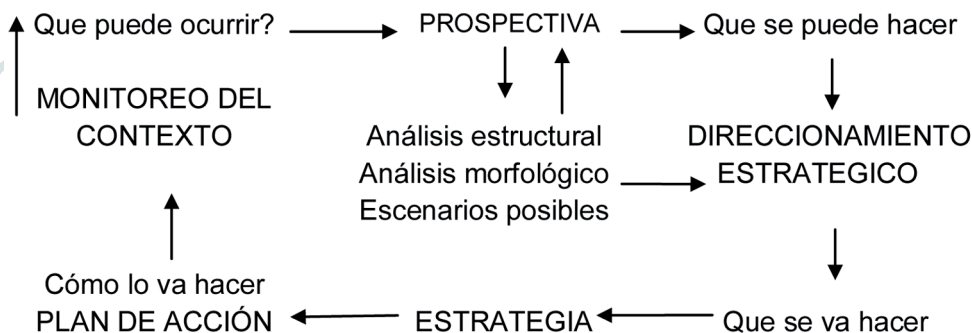 Que puede ocurrir?
PROSPECTIVA
Que se puede hacer
MONITOREO DEL
CONTEXTO
Análisis estructural
Análisis morfológico
Escenarios posibles
DIRECCIONAMIENTO
ESTRATEGICO
Cómo lo va hacer
PLAN DE ACCIÓN
ESTRATEGIA
Que se va hacer